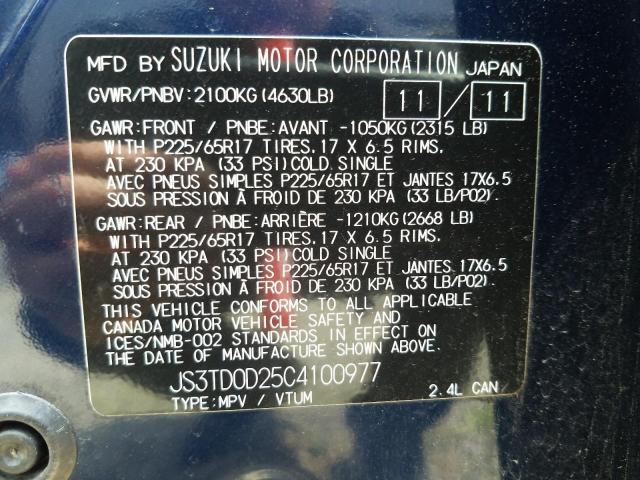 MFD BY SUZUKI MOTOR CORPORATION JAPAN
GVWR/PNBV:2100KG(4630LB) 11 / 11
GAWR:FRONT / PNBE:AVANT -1050KG(2315 LB)
WITH P225/65R17 TIRES.17 X 6.5 RIMS.
AT 230 KPA (33 PSI)COLD SINGLE
AVEC PNEUS SIMPLES P225/65R17 ET JANTES 17X6.5
SOUS PRESSION À FROID DE 230 KPA (33 LB/PO2).
GAWR:REAR / PNBE:ARRIÈRE -1210KG(2668 LB)
WITH P225/65R17 TIRES.17 X 6.5 RIMS.
AT 230 KPA (33 PSI)COLD SINGLE
AVEC PNEUS SIMPLES P225/65R17 ET JANTES 17X6.5
SOUS PRESSION À FROID DE 230 KPA (33 LB/PO2).
THIS VEHICLE CONFORMS TO ALL APPLICABLE
CANADA MOTOR VEHICLE SAFETY AND
ICES/NMB-002 STANDARDS IN EFFECT ON
THE DATE OF MANUFACTURE SHOWN ABOVE.
JS3TD0D25C4100977
TYPE:MPV / VTUM 2.4L CAN